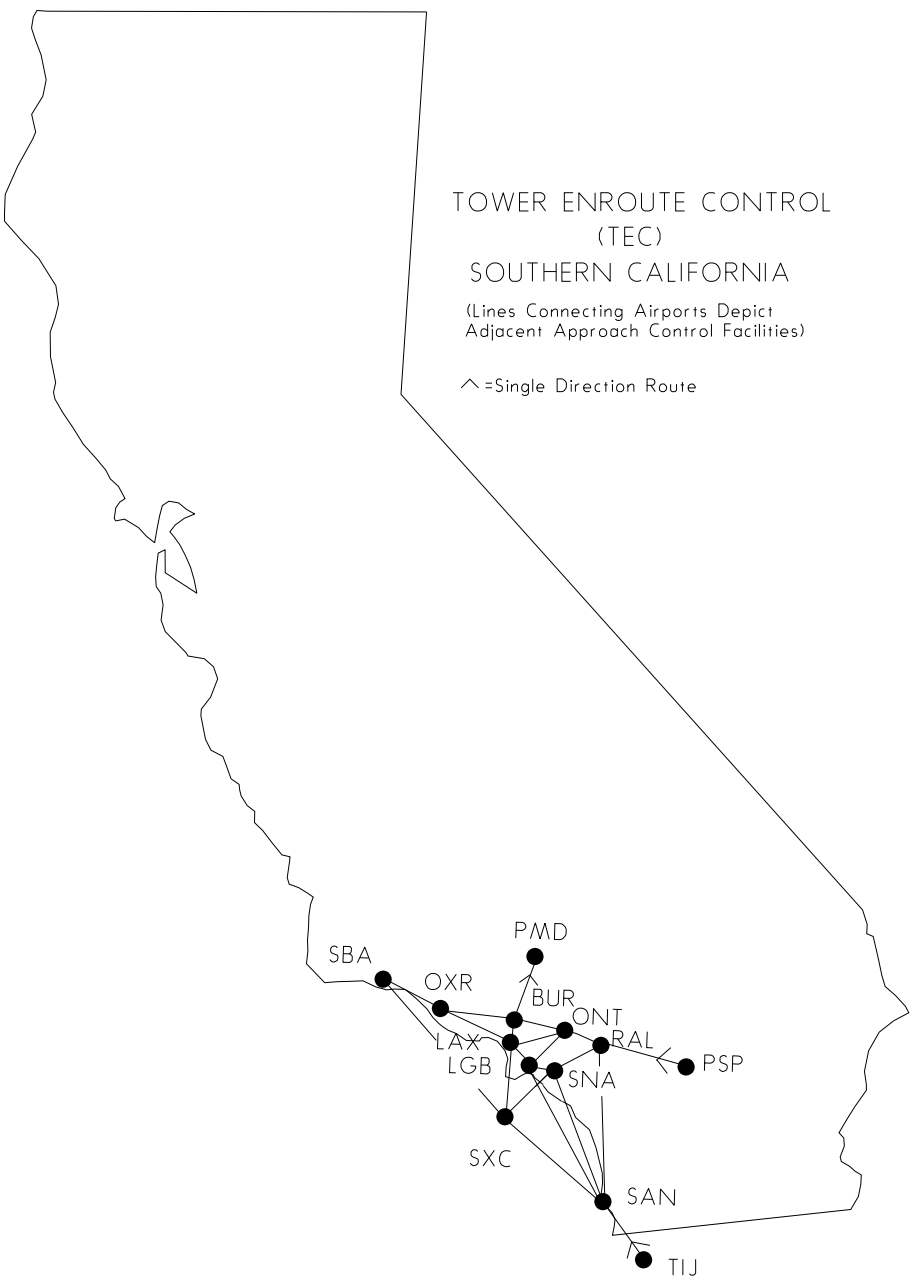 TOWER ENROUTE CONTROL
(TEC)
SOUTHERN CALIFORNIA
(Lines Connecting Airports Depict
Adjacent Approach Control Facilities)
^ =Single Direction Route
PMD
SBA
OXR
BUR
ONT
LAX
RAL
LGB
PSP
SNA
SXC
SAN
TIJ